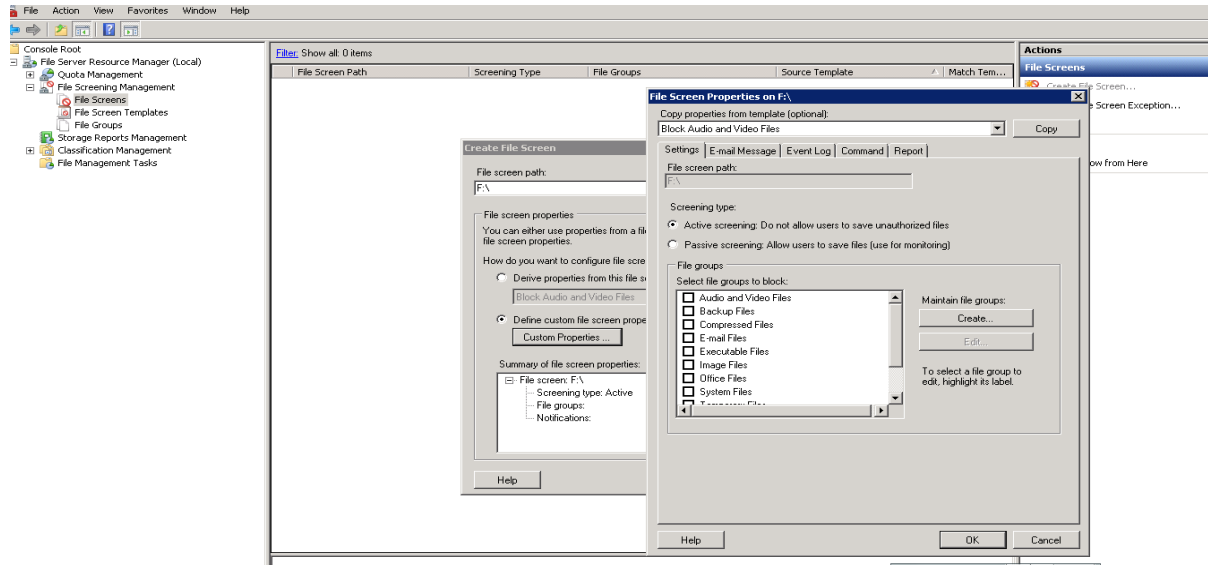 File Action View Favorites Window Help
Console Root
File Server Resource Manager (Local)
Quota Management
File Screening Management
File Screens
File Screen Templates
File Groups
Storage Reports Management
Classification Management
File Management Tasks
Filter: Show all: 0 items
File Screen Path Screening Type File Groups Source Template Match Tem...
Actions
File Screens
Create File Screen...
e Screen Exception...
ow from Here
Create File Screen
File screen path:
F:\
File screen properties
You can either use properties from a fil
file screen properties.
How do you want to configure file scre
Derive properties from this file s
Block Audio and Video Files
Define custom file screen prope
Custom Properties ...
Summary of file screen properties:
File screen: F:\
Screening type: Active
File groups:
Notifications:
Help
File Screen Properties on F:\
Copy properties from template (optional):
Block Audio and Video Files
Copy
Settings E-mail Message Event Log Command Report
File screen path:
F:\
Screening type:
Active screening: Do not allow users to save unauthorized files
Passive screening: Allow users to save files (use for monitoring)
File groups
Select file groups to block:
Audio and Video Files
Backup Files
Compressed Files
E-mail Files
Executable Files
Image Files
Office Files
System Files
Temporary Files
Maintain file groups:
Create...
Edit...
To select a file group to
edit, highlight its label.
Help OK Cancel